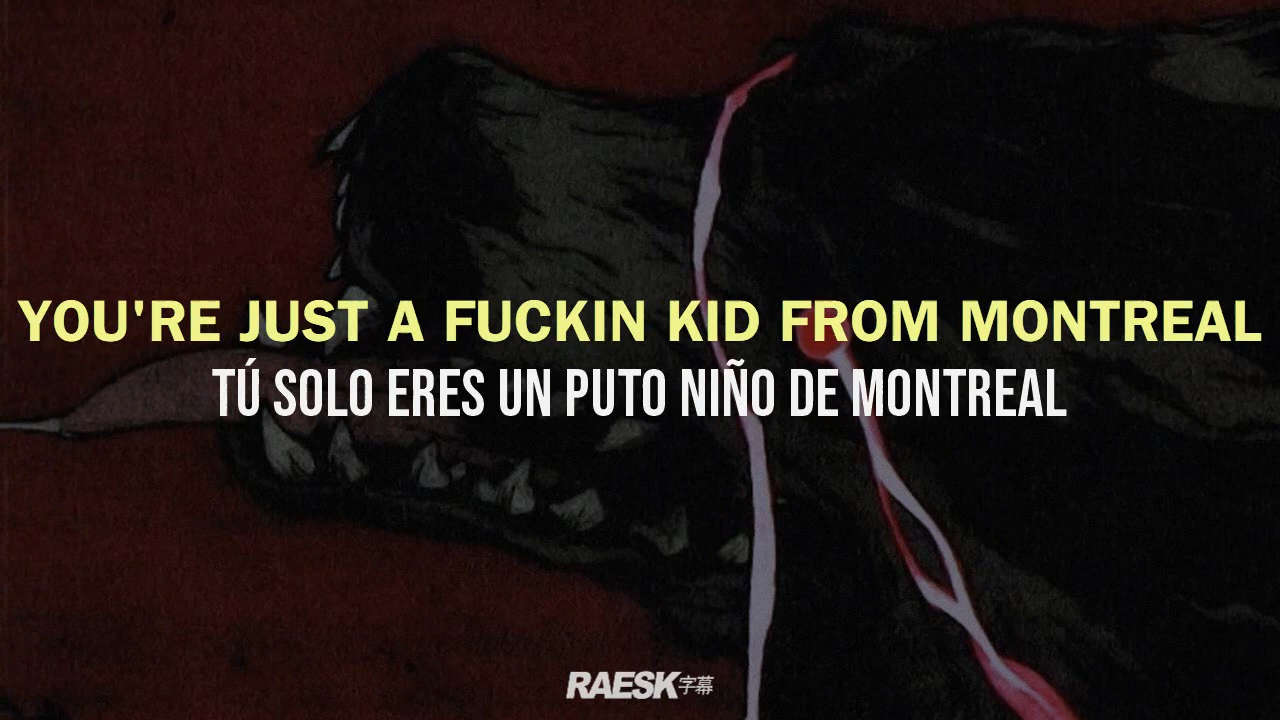 YOU'RE JUST A FUCKIN KID FROM MONTREAL
TÚ SOLO ERES UN PUTO NIÑO DE MONTREAL
RAESK字幕